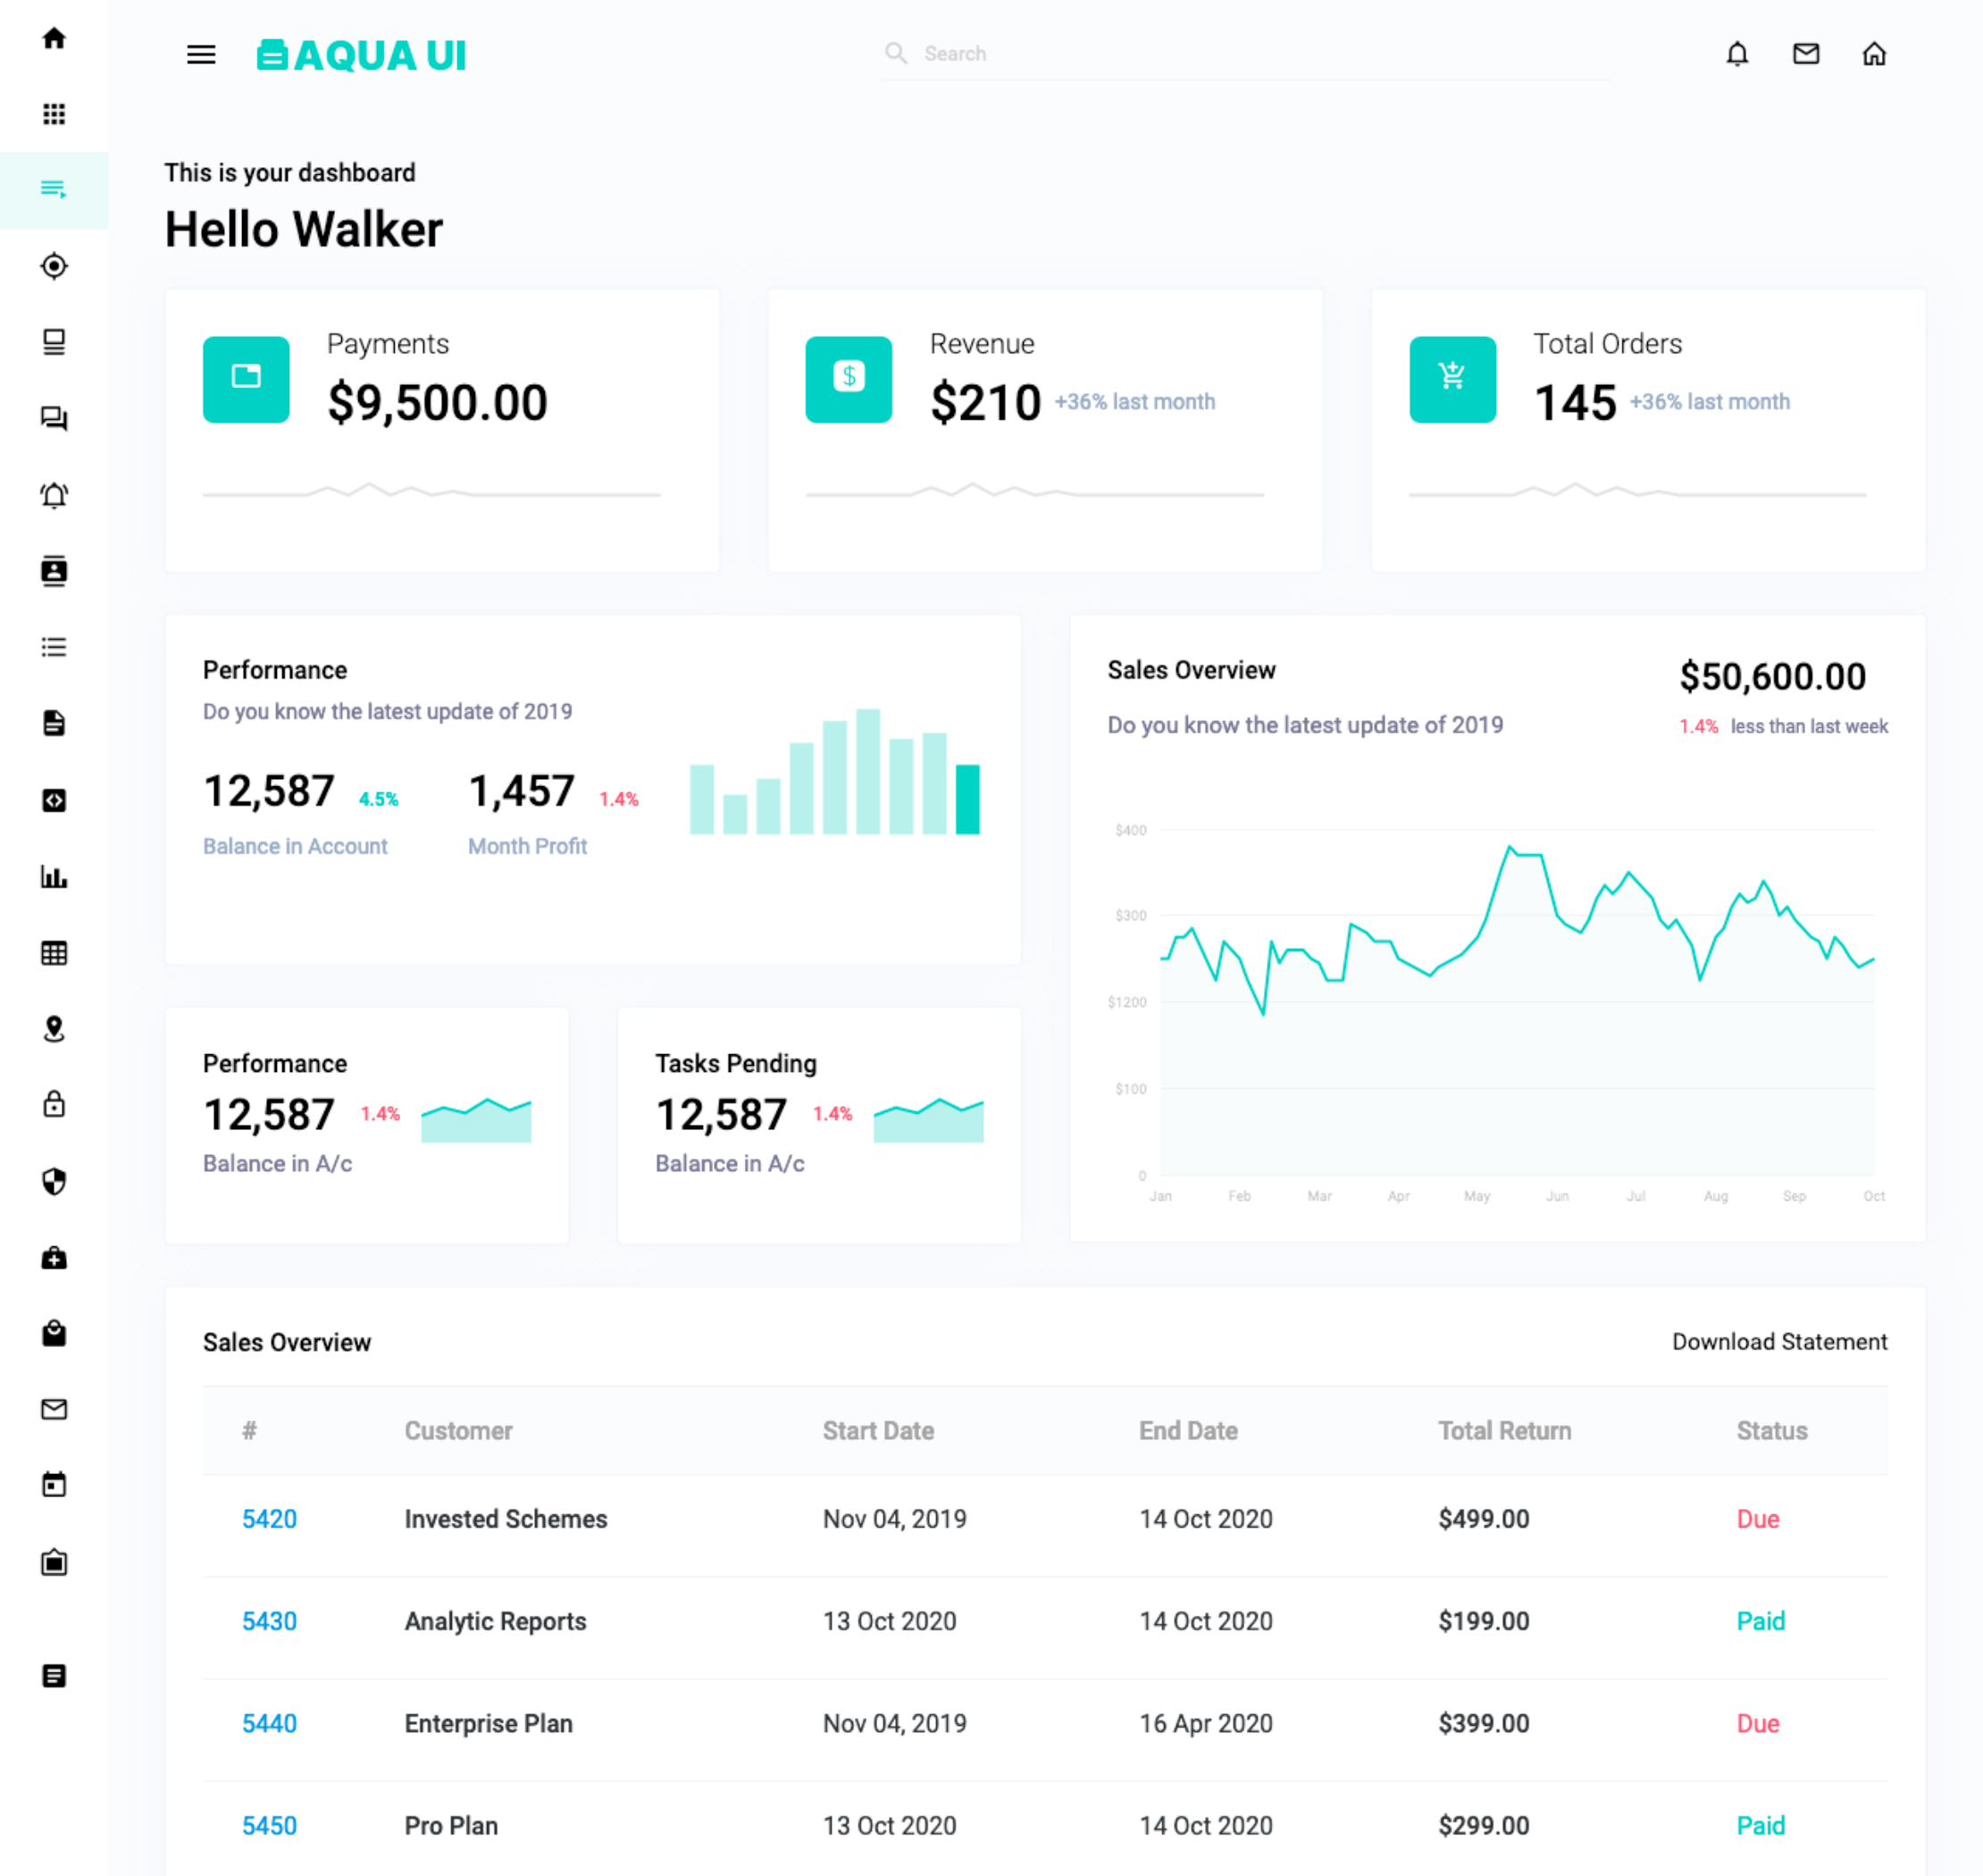 AQUA UI
Search
This is your dashboard
Hello Walker
Payments
$9,500.00
Revenue
$210 +36% last month
Total Orders
145 +36% last month
Performance
Do you know the latest update of 2019
12,587 4.5%
Balance in Account
1,457 1.4%
Month Profit
Sales Overview
$50,600.00
Do you know the latest update of 2019
1.4% less than last week
$400
$300
$1200
$100
0
Jan Feb Mar Apr May Jun Jul Aug Sep Oct
Performance
12,587 1.4%
Balance in A/c
Tasks Pending
12,587 1.4%
Balance in A/c
Sales Overview
Download Statement
# Customer Start Date End Date Total Return Status
5420 Invested Schemes Nov 04, 2019 14 Oct 2020 $499.00 Due
5430 Analytic Reports 13 Oct 2020 14 Oct 2020 $199.00 Paid
5440 Enterprise Plan Nov 04, 2019 16 Apr 2020 $399.00 Due
5450 Pro Plan 13 Oct 2020 14 Oct 2020 $299.00 Paid